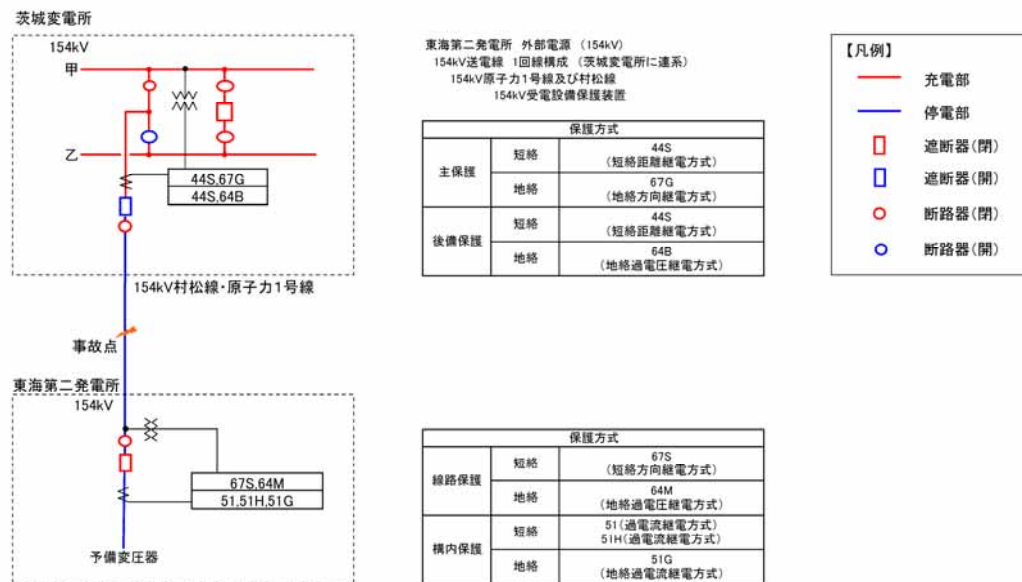 茨城変電所
154kV
甲
乙
44S,67G
44S,64B
154kV村松線・原子力1号線
事故点
東海第二発電所
154kV
67S,64M
51,51H,51G
予備変圧器
東海第二発電所 外部電源 (154kV)
154kV送電線 1回線構成 (茨城変電所に連系)
154kV原子力1号線及び村松線
154kV受電設備保護装置
保護方式
主保護
短絡
44S
(短絡距離継電方式)
地絡
67G
(地絡方向継電方式)
後備保護
短絡
44S
(短絡距離継電方式)
地絡
64B
(地絡過電圧継電方式)
保護方式
線路保護
短絡
67S
(短絡方向継電方式)
地絡
64M
(地絡過電圧継電方式)
構内保護
短絡
51(過電流継電方式)
51H(過電流継電方式)
地絡
51G
(地絡過電流継電方式)
【凡例】
充電部
停電部
遮断器(閉)
遮断器(開)
断路器(閉)
断路器(開)